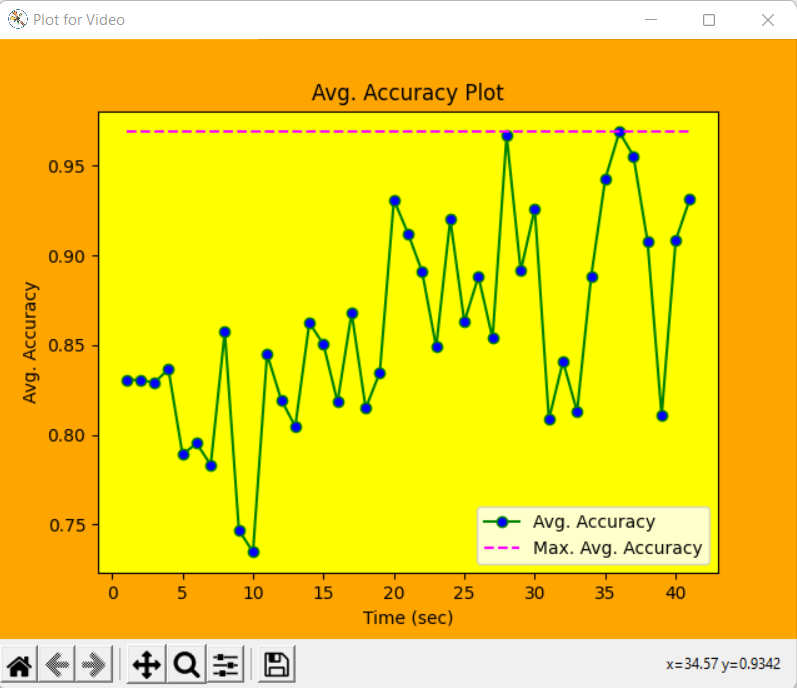 Plot for Video
Avg. Accuracy Plot
Avg. Accuracy
0.95
0.90
0.85
0.80
0.75
0 5 10 15 20 25 30 35 40
Time (sec)
Avg. Accuracy
Max. Avg. Accuracy
x=34.57 y=0.9342